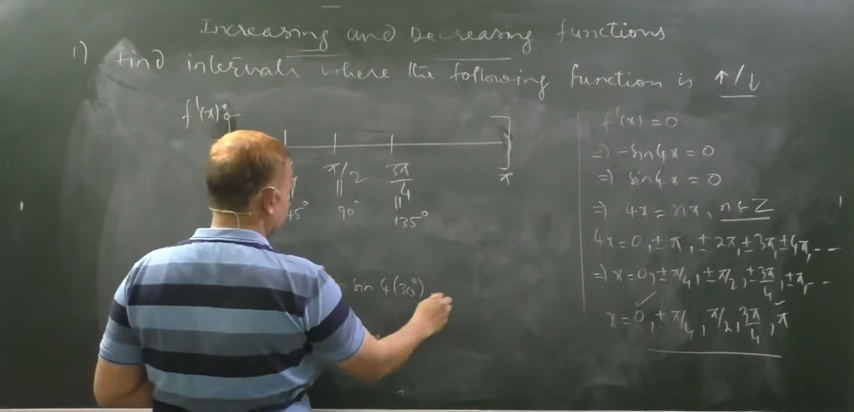 Increasing and Decreasing functions
1) Find intervals where the following function is ↑/↓.
f'(x):
π/2 3π/4 π
45° 90° 135°
sin 4(30°)
f'(x) = 0
=> -sin4x = 0
=> sin4x = 0
=> 4x = nπ, n∈Z
4x = 0, ±π, ±2π, ±3π, ±4π, ---
=> x = 0, ±π/4, ±π/2, ±3π/4, ±π, --
x = 0, ±π/4, π/2, 3π/4, π